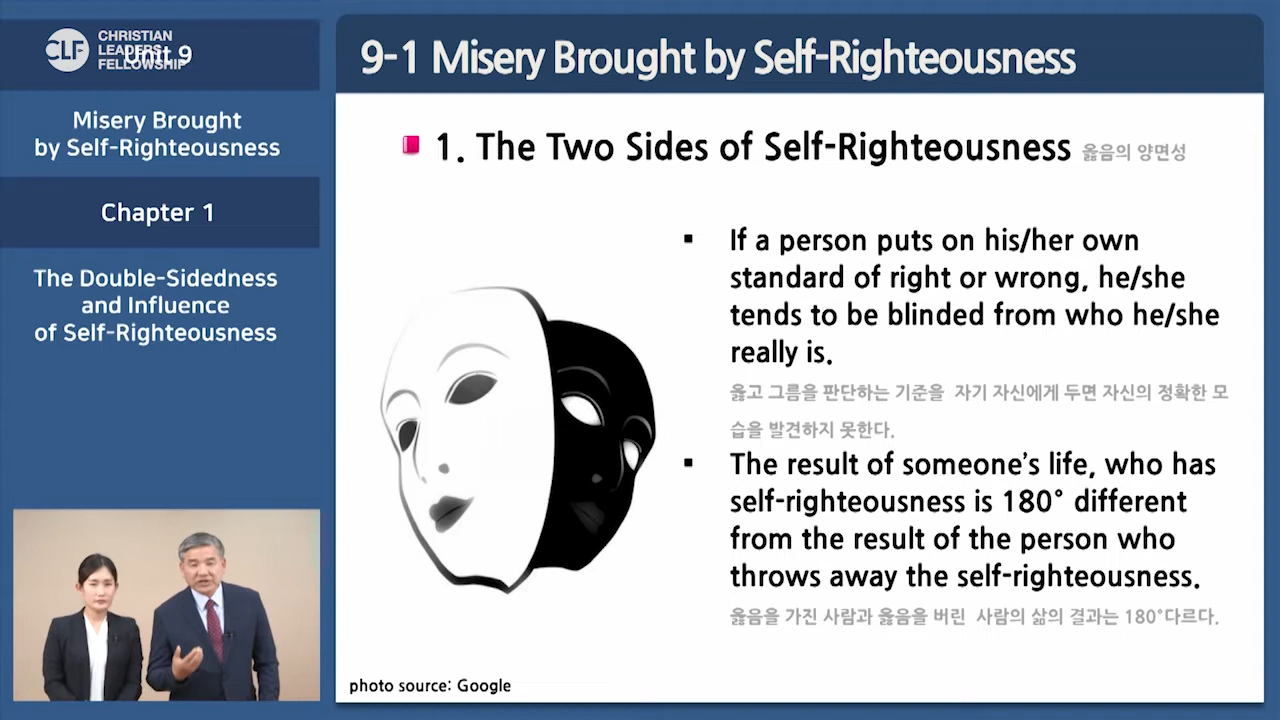 CLF
CHRISTIAN
LEADERS
FELLOWSHIP
Unit 9
Misery Brought
by Self-Righteousness
Chapter 1
The Double-Sidedness
and Influence
of Self-Righteousness
9-1 Misery Brought by Self-Righteousness
1. The Two Sides of Self-Righteousness 옳음의 양면성
▪ If a person puts on his/her own
standard of right or wrong, he/she
tends to be blinded from who he/she
really is.
옳고 그름을 판단하는 기준을 자기 자신에게 두면 자신의 정확한 모
습을 발견하지 못한다.
▪ The result of someone’s life, who has
self-righteousness is 180° different
from the result of the person who
throws away the self-righteousness.
옳음을 가진 사람과 옳음을 버린 사람의 삶의 결과는 180°다르다.
photo source: Google